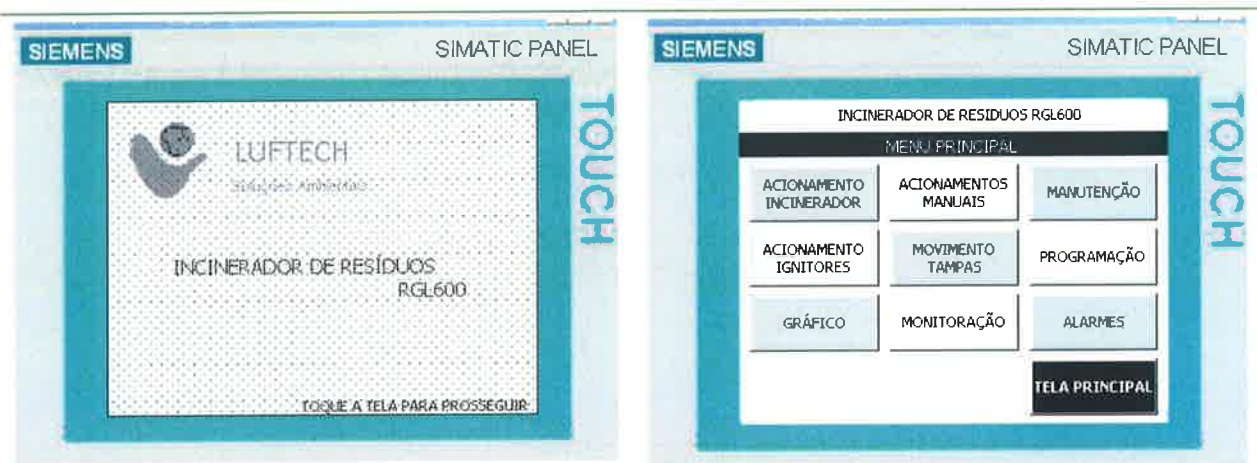 SIEMENS
SIMATIC PANEL
TOUCH
LUFTECH
Soluções Ambientais
INCINERADOR DE RESÍDUOS
RGL600
TOQUE A TELA PARA PROSSEGUIR
SIEMENS
SIMATIC PANEL
TOUCH
INCINERADOR DE RESIDUOS RGL600
MENU PRINCIPAL
ACIONAMENTO
INCINERADOR
ACIONAMENTOS
MANUAIS
MANUTENÇÃO
ACIONAMENTO
IGNITORES
MOVIMENTO
TAMPAS
PROGRAMAÇÃO
GRÁFICO
MONITORAÇÃO
ALARMES
TELA PRINCIPAL